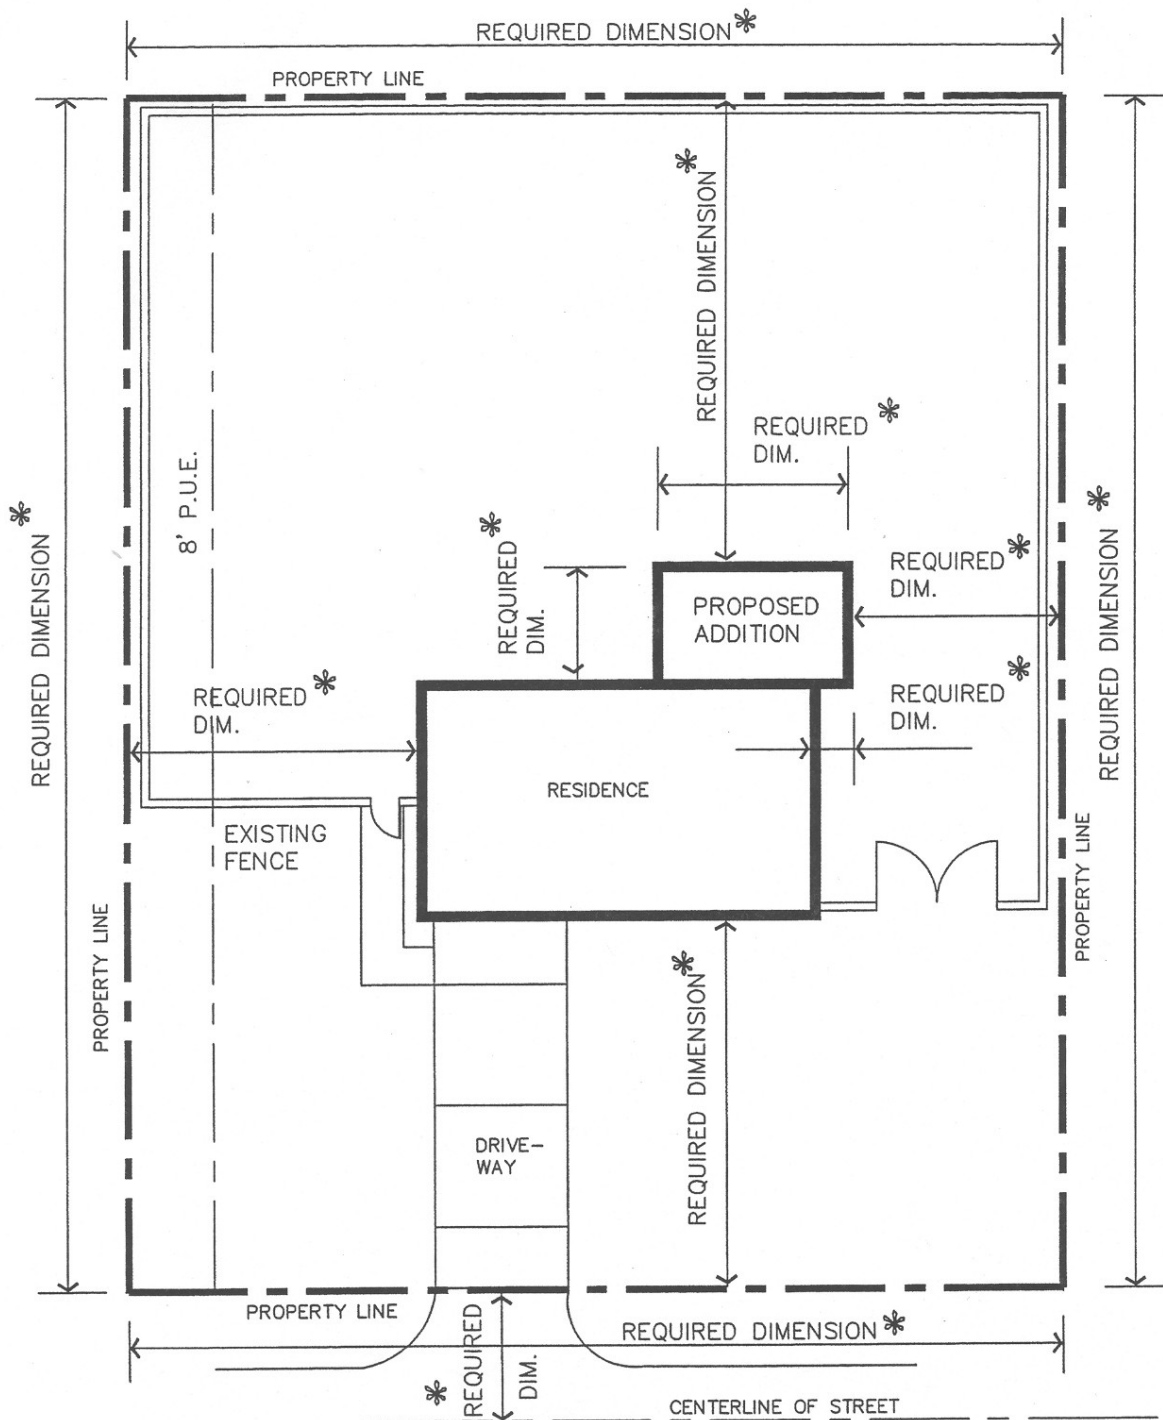 REQUIRED DIMENSION*
PROPERTY LINE
REQUIRED DIMENSION*
REQUIRED *
DIM.
8' P.U.E.
REQUIRED DIMENSION*
REQUIRED*
DIM.
REQUIRED*
DIM.
REQUIRED DIMENSION*
PROPOSED
ADDITION
REQUIRED*
DIM.
REQUIRED*
DIM.
RESIDENCE
EXISTING
FENCE
PROPERTY LINE
PROPERTY LINE
REQUIRED DIMENSION*
DRIVE-
WAY
PROPERTY LINE
REQUIRED DIMENSION*
* REQUIRED
DIM.
CENTERLINE OF STREET